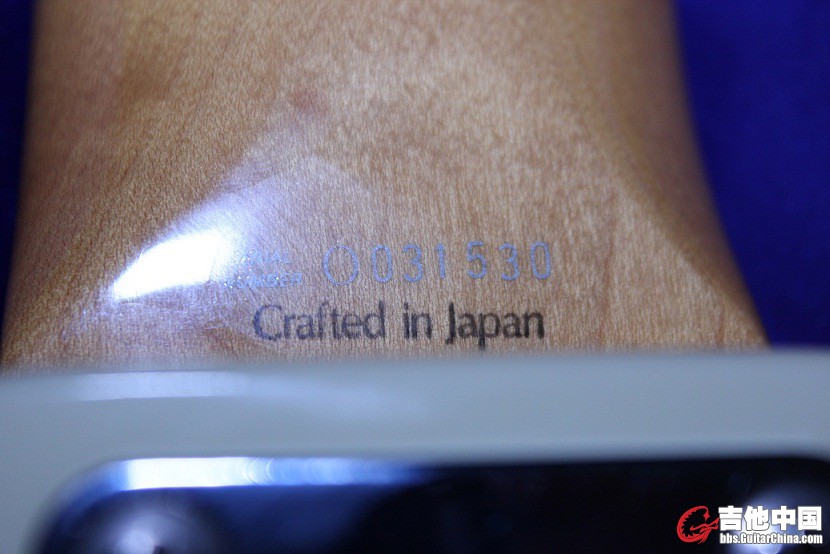 O031530
Crafted in Japan
吉他中国
bbs.GuitarChina.com